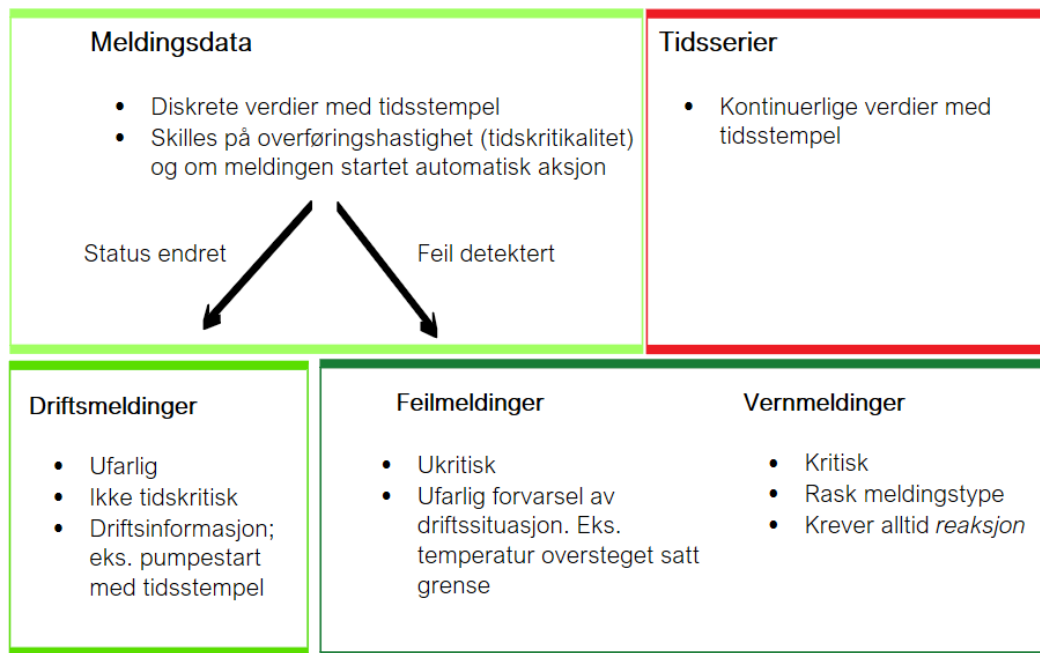 Meldingsdata
• Diskrete verdier med tidsstempel
• Skilles på overføringshastighet (tidskritikalitet)
og om meldingen startet automatisk aksjon
Status endret
Feil detektert
Tidsserier
• Kontinuerlige verdier med
tidsstempel
Driftsmeldinger
• Ufarlig
• Ikke tidskritisk
• Driftsinformasjon;
eks. pumpestart
med tidsstempel
Feilmeldinger
• Ukritisk
• Ufarlig forvarsel av
driftssituasjon. Eks.
temperatur oversteget satt
grense
Vernmeldinger
• Kritisk
• Rask meldingstype
• Krever alltid reaksjon